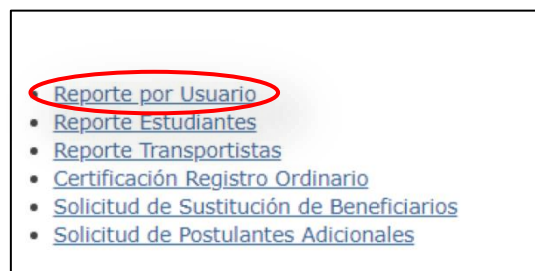 Reporte por Usuario
Reporte Estudiantes
Reporte Transportistas
Certificación Registro Ordinario
Solicitud de Sustitución de Beneficiarios
Solicitud de Postulantes Adicionales